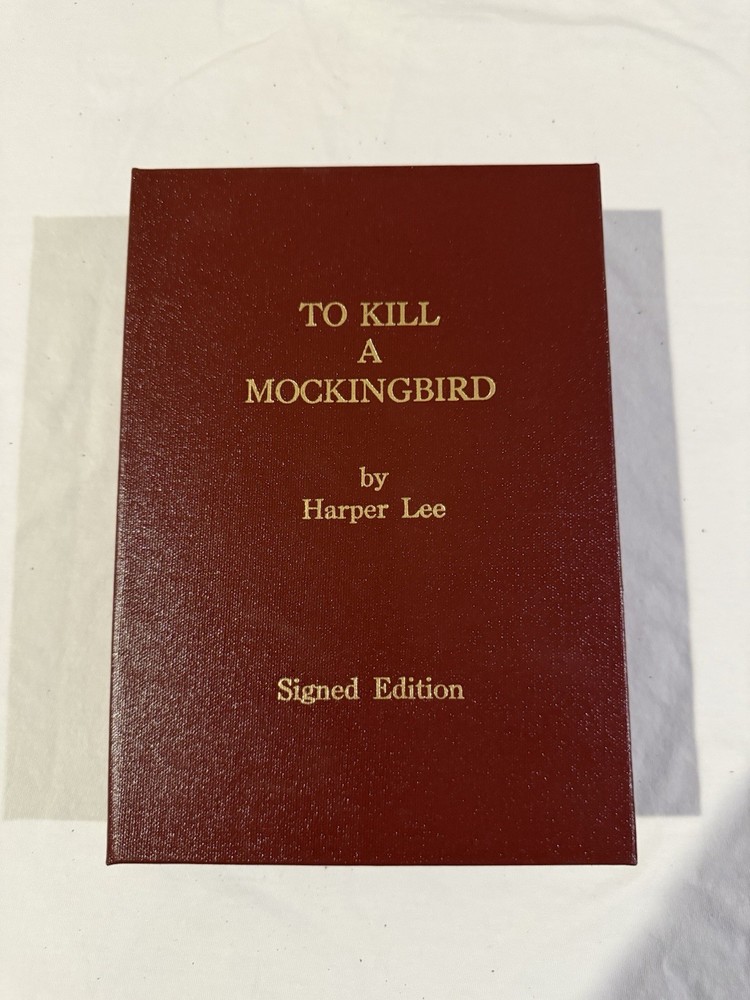 TO KILL
A
MOCKINGBIRD
by
Harper Lee
Signed Edition